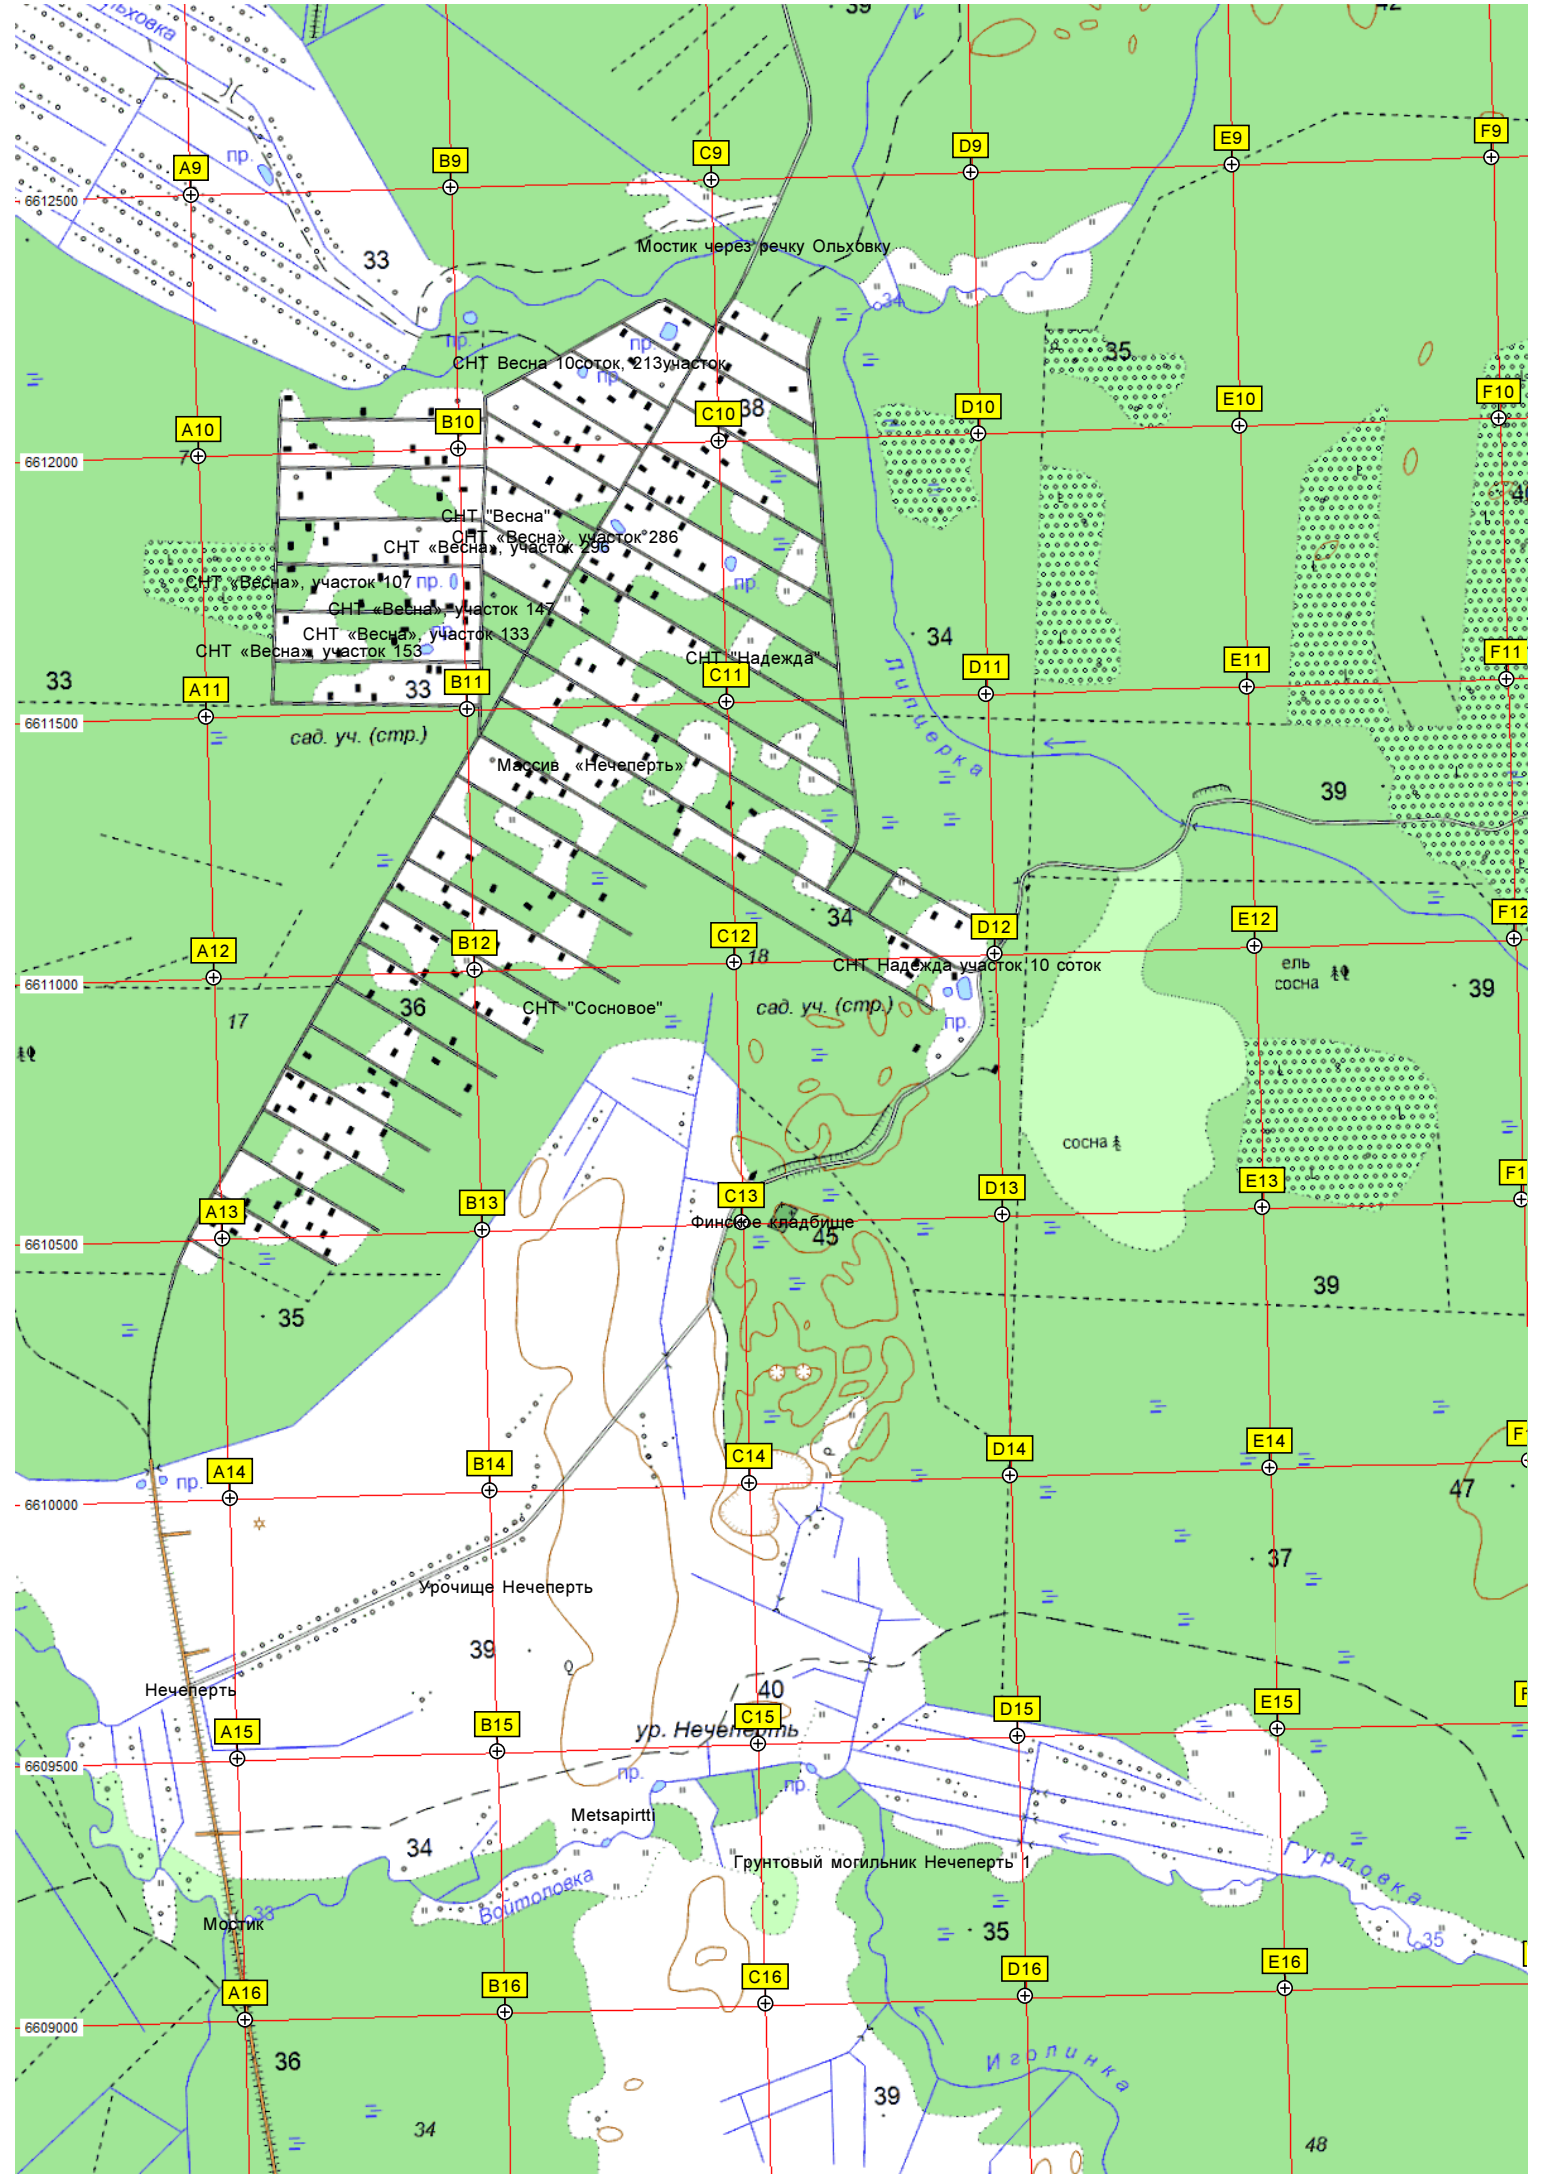 39
42
льховка
F9
E9
D9
C9
B9
A9
пр.
6612500
33
Мостик через речку Ольховку
34
пр.
пр.
35
СНТ Весна 10соток, 213участок
пр.
F10
E10
D10
C10
38
B10
A10
7
6612000
СНТ "Весна"
СНТ «Весна», участок 286
СНТ «Весна», участок 296
СНТ «Весна», участок 107
пр.
пр.
СНТ «Весна», участок 147
СНТ «Весна», участок 133
пр.
СНТ «Весна», участок 153
34
СНТ "Надежда"
F11
E11
D11
C11
B11
A11
33
33
6611500
сад. уч. (стр.)
Липцерка
Массив «Нечеперть»
39
34
F12
E12
D12
C12
B12
A12
18
СНТ Надежда участок 10 соток
ель
сосна
6611000
39
36
СНТ "Сосновое"
сад. уч. (стр.)
17
пр.
сосна
F1
E13
D13
C13
B13
A13
Финское кладбище
45
6610500
39
35
F1
E14
D14
C14
B14
A14
пр.
47
6610000
37
Урочище Нечеперть
39
Нечеперть
40
F
E15
D15
C15
B15
A15
ур. Нечеперть
6609500
пр.
пр.
Metsapirtti
34
Грунтовый могильник Нечеперть 1
Гурловка
Войтоловка
33
Мостик
35
35
E16
D16
C16
B16
A16
6609000
36
Иголинка
39
34
48